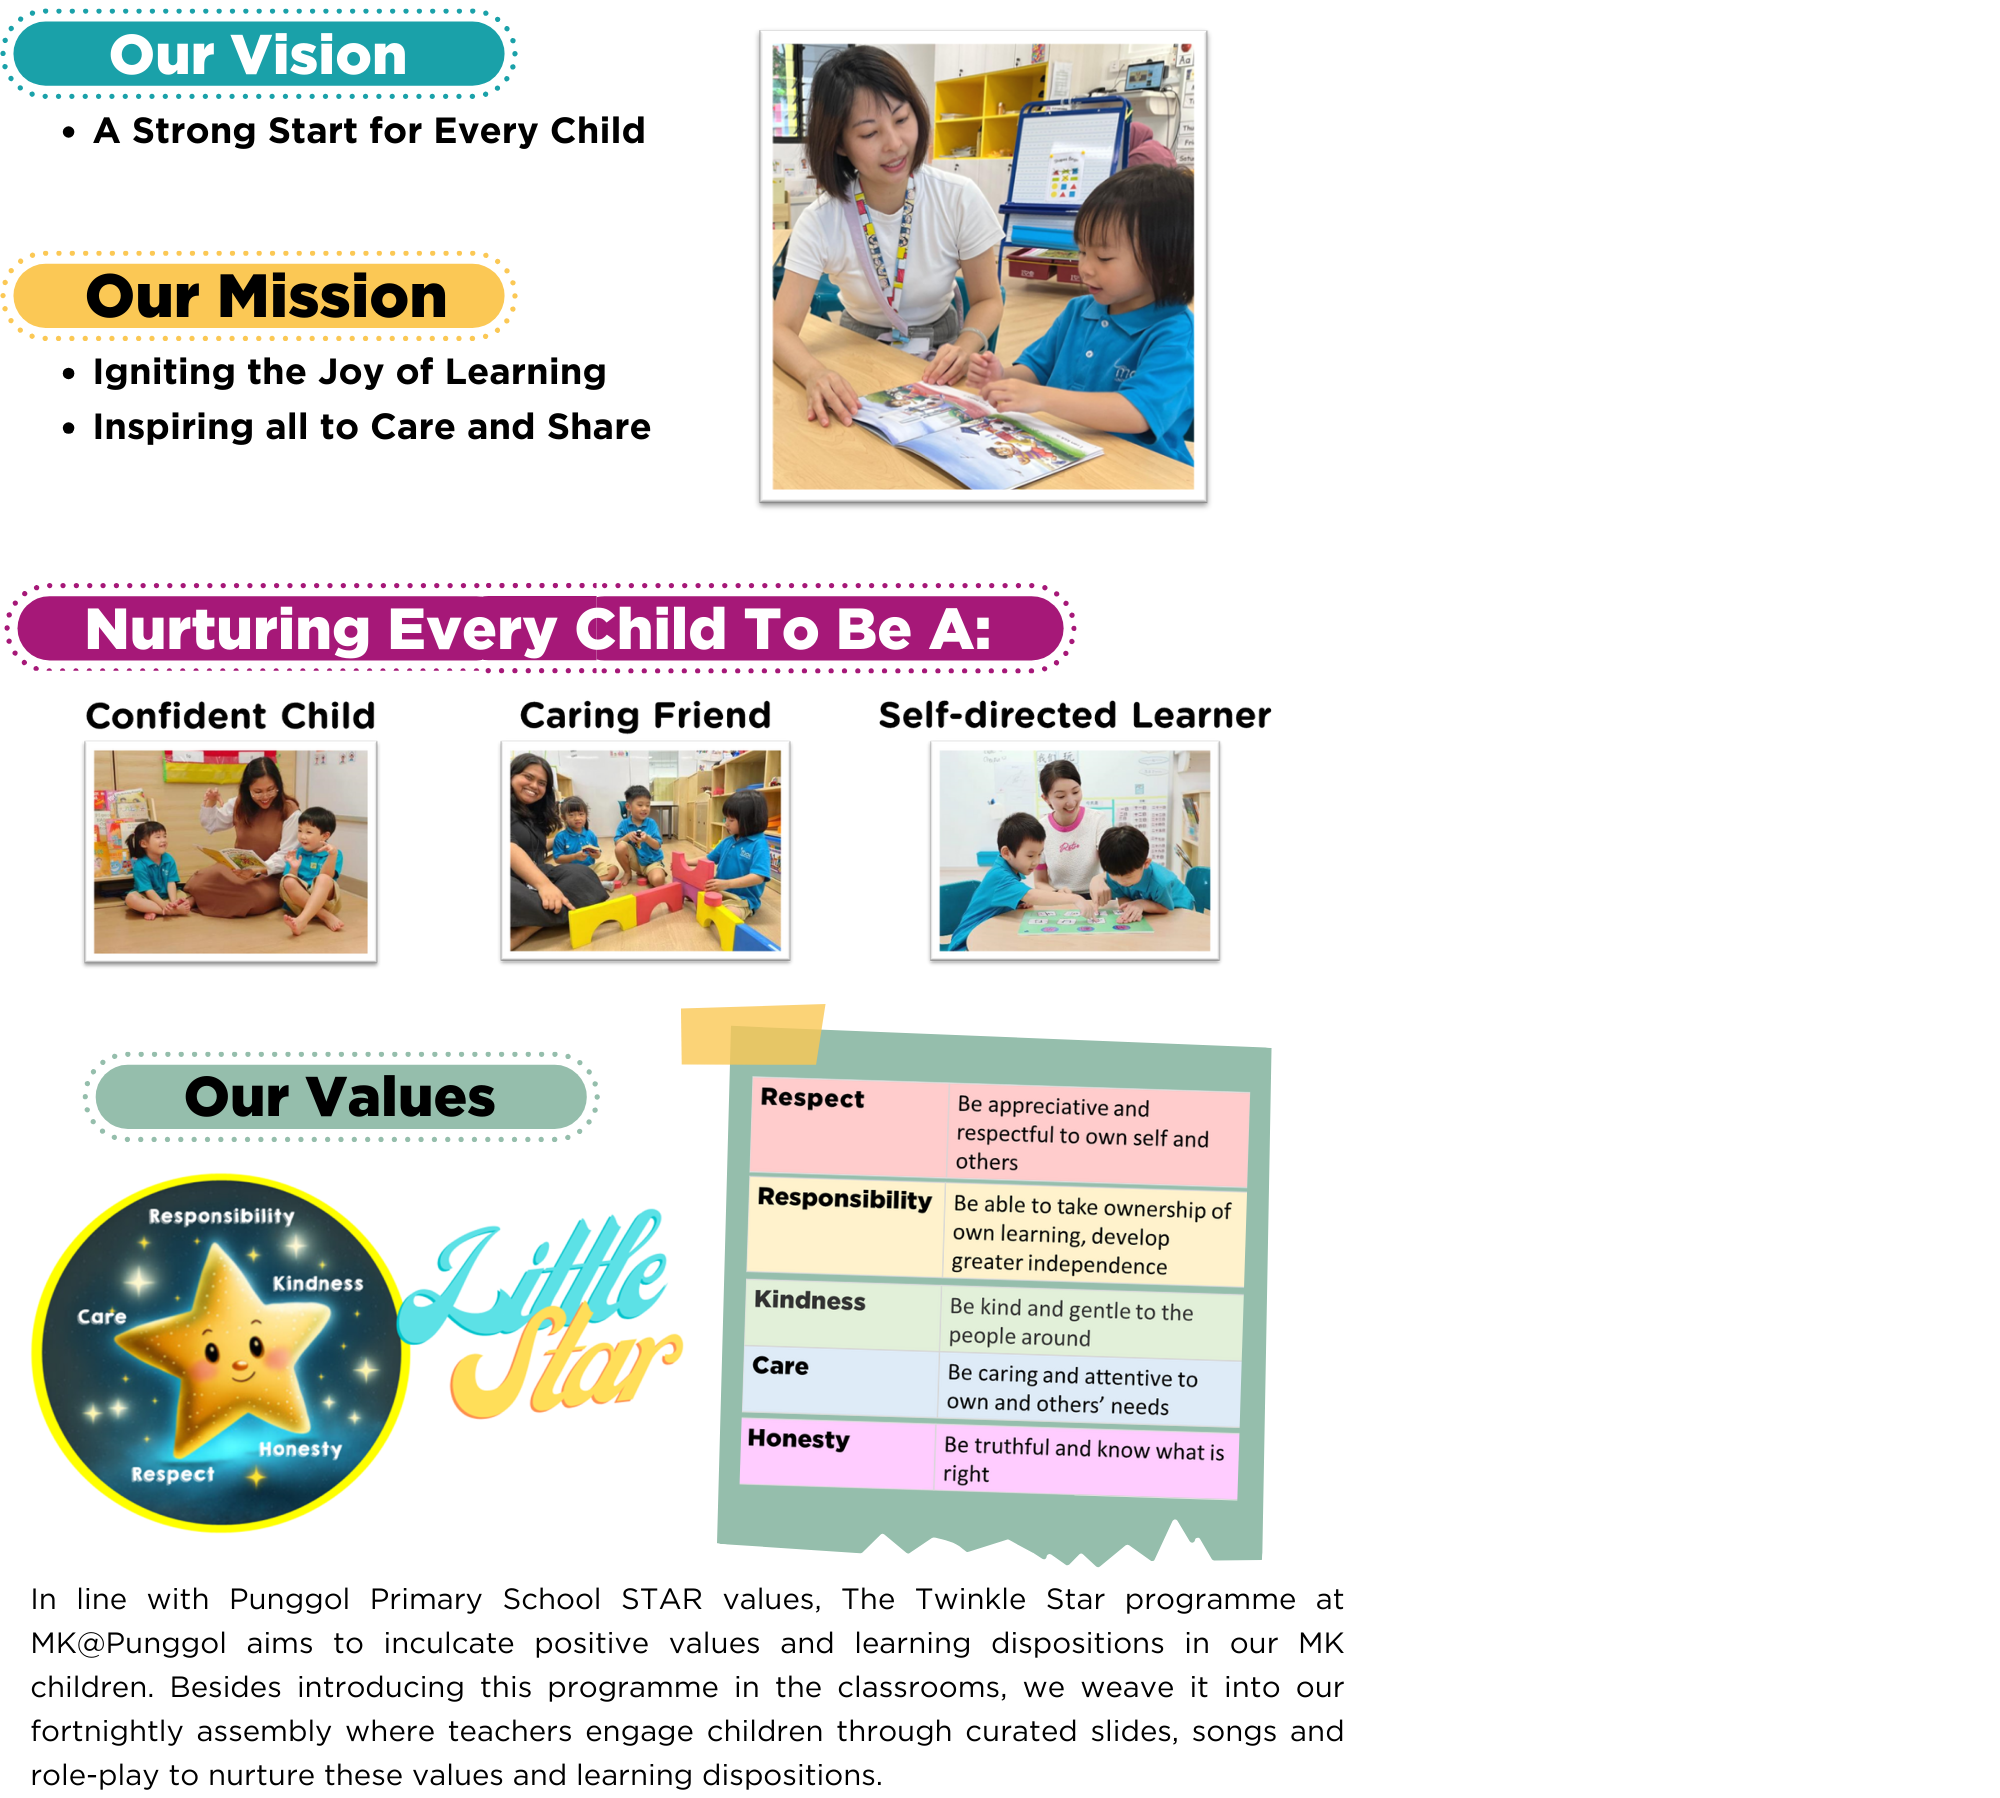 Our Vision
A Strong Start for Every Child
Our Mission
Igniting the Joy of Learning
Inspiring all to Care and Share
Nurturing Every Child To Be A:
Confident Child
Caring Friend
Self-directed Learner
Our Values
Responsibility
Kindness
Care
Honesty
Respect
Little
Star
Respect
Be appreciative and
respectful to own self and
others
Responsibility
Be able to take ownership of
own learning, develop
greater independence
Kindness
Be kind and gentle to the
people around
Care
Be caring and attentive to
own and others’ needs
Honesty
Be truthful and know what is
right
In line with Punggol Primary School STAR values, The Twinkle Star programme at
MK@Punggol aims to inculcate positive values and learning dispositions in our MK
children. Besides introducing this programme in the classrooms, we weave it into our
fortnightly assembly where teachers engage children through curated slides, songs and
role-play to nurture these values and learning dispositions.